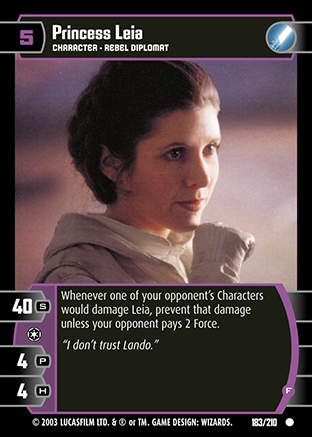 5
Princess Leia
CHARACTER • REBEL DIPLOMAT
40 S
4 P
4 H
Whenever one of your opponent's Characters
would damage Leia, prevent that damage
unless your opponent pays 2 Force.
"I don't trust Lando."
F
© 2003 LUCASFILM LTD. & ® or TM. GAME DESIGN: WIZARDS.
183/210